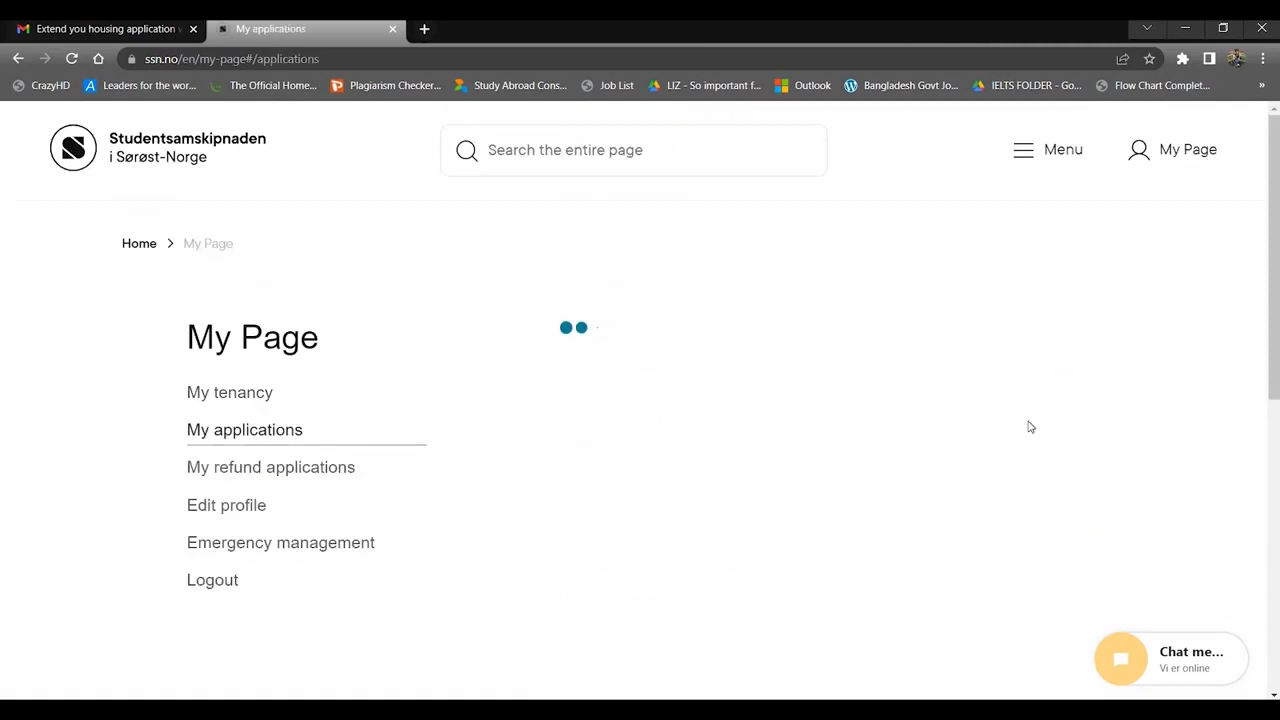 Extend you housing application
My applications
ssn.no/en/my-page#/applications
CrazyHD
Leaders for the wor...
The Official Home...
Plagiarism Checker...
Study Abroad Cons...
Job List
LIZ - So important f...
Outlook
Bangladesh Govt Jo...
IELTS FOLDER - Go...
Flow Chart Complet...
»
Studentsamskipnaden
i Sørøst-Norge
Search the entire page
Menu
My Page
Home
My Page
My Page
My tenancy
My applications
My refund applications
Edit profile
Emergency management
Logout
Chat me...
Vi er online